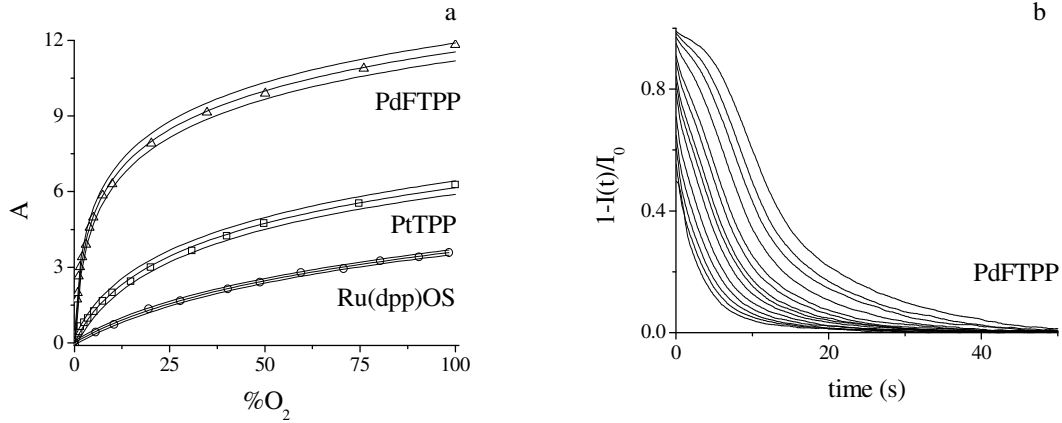 a
A
12
9
6
3
0
PdFTPP
PtTPP
Ru(dpp)OS
0
25
50
75
100
%O₂
b
1-I(t)/I₀
0.8
0.4
0.0
PdFTPP
0
20
40
time (s)